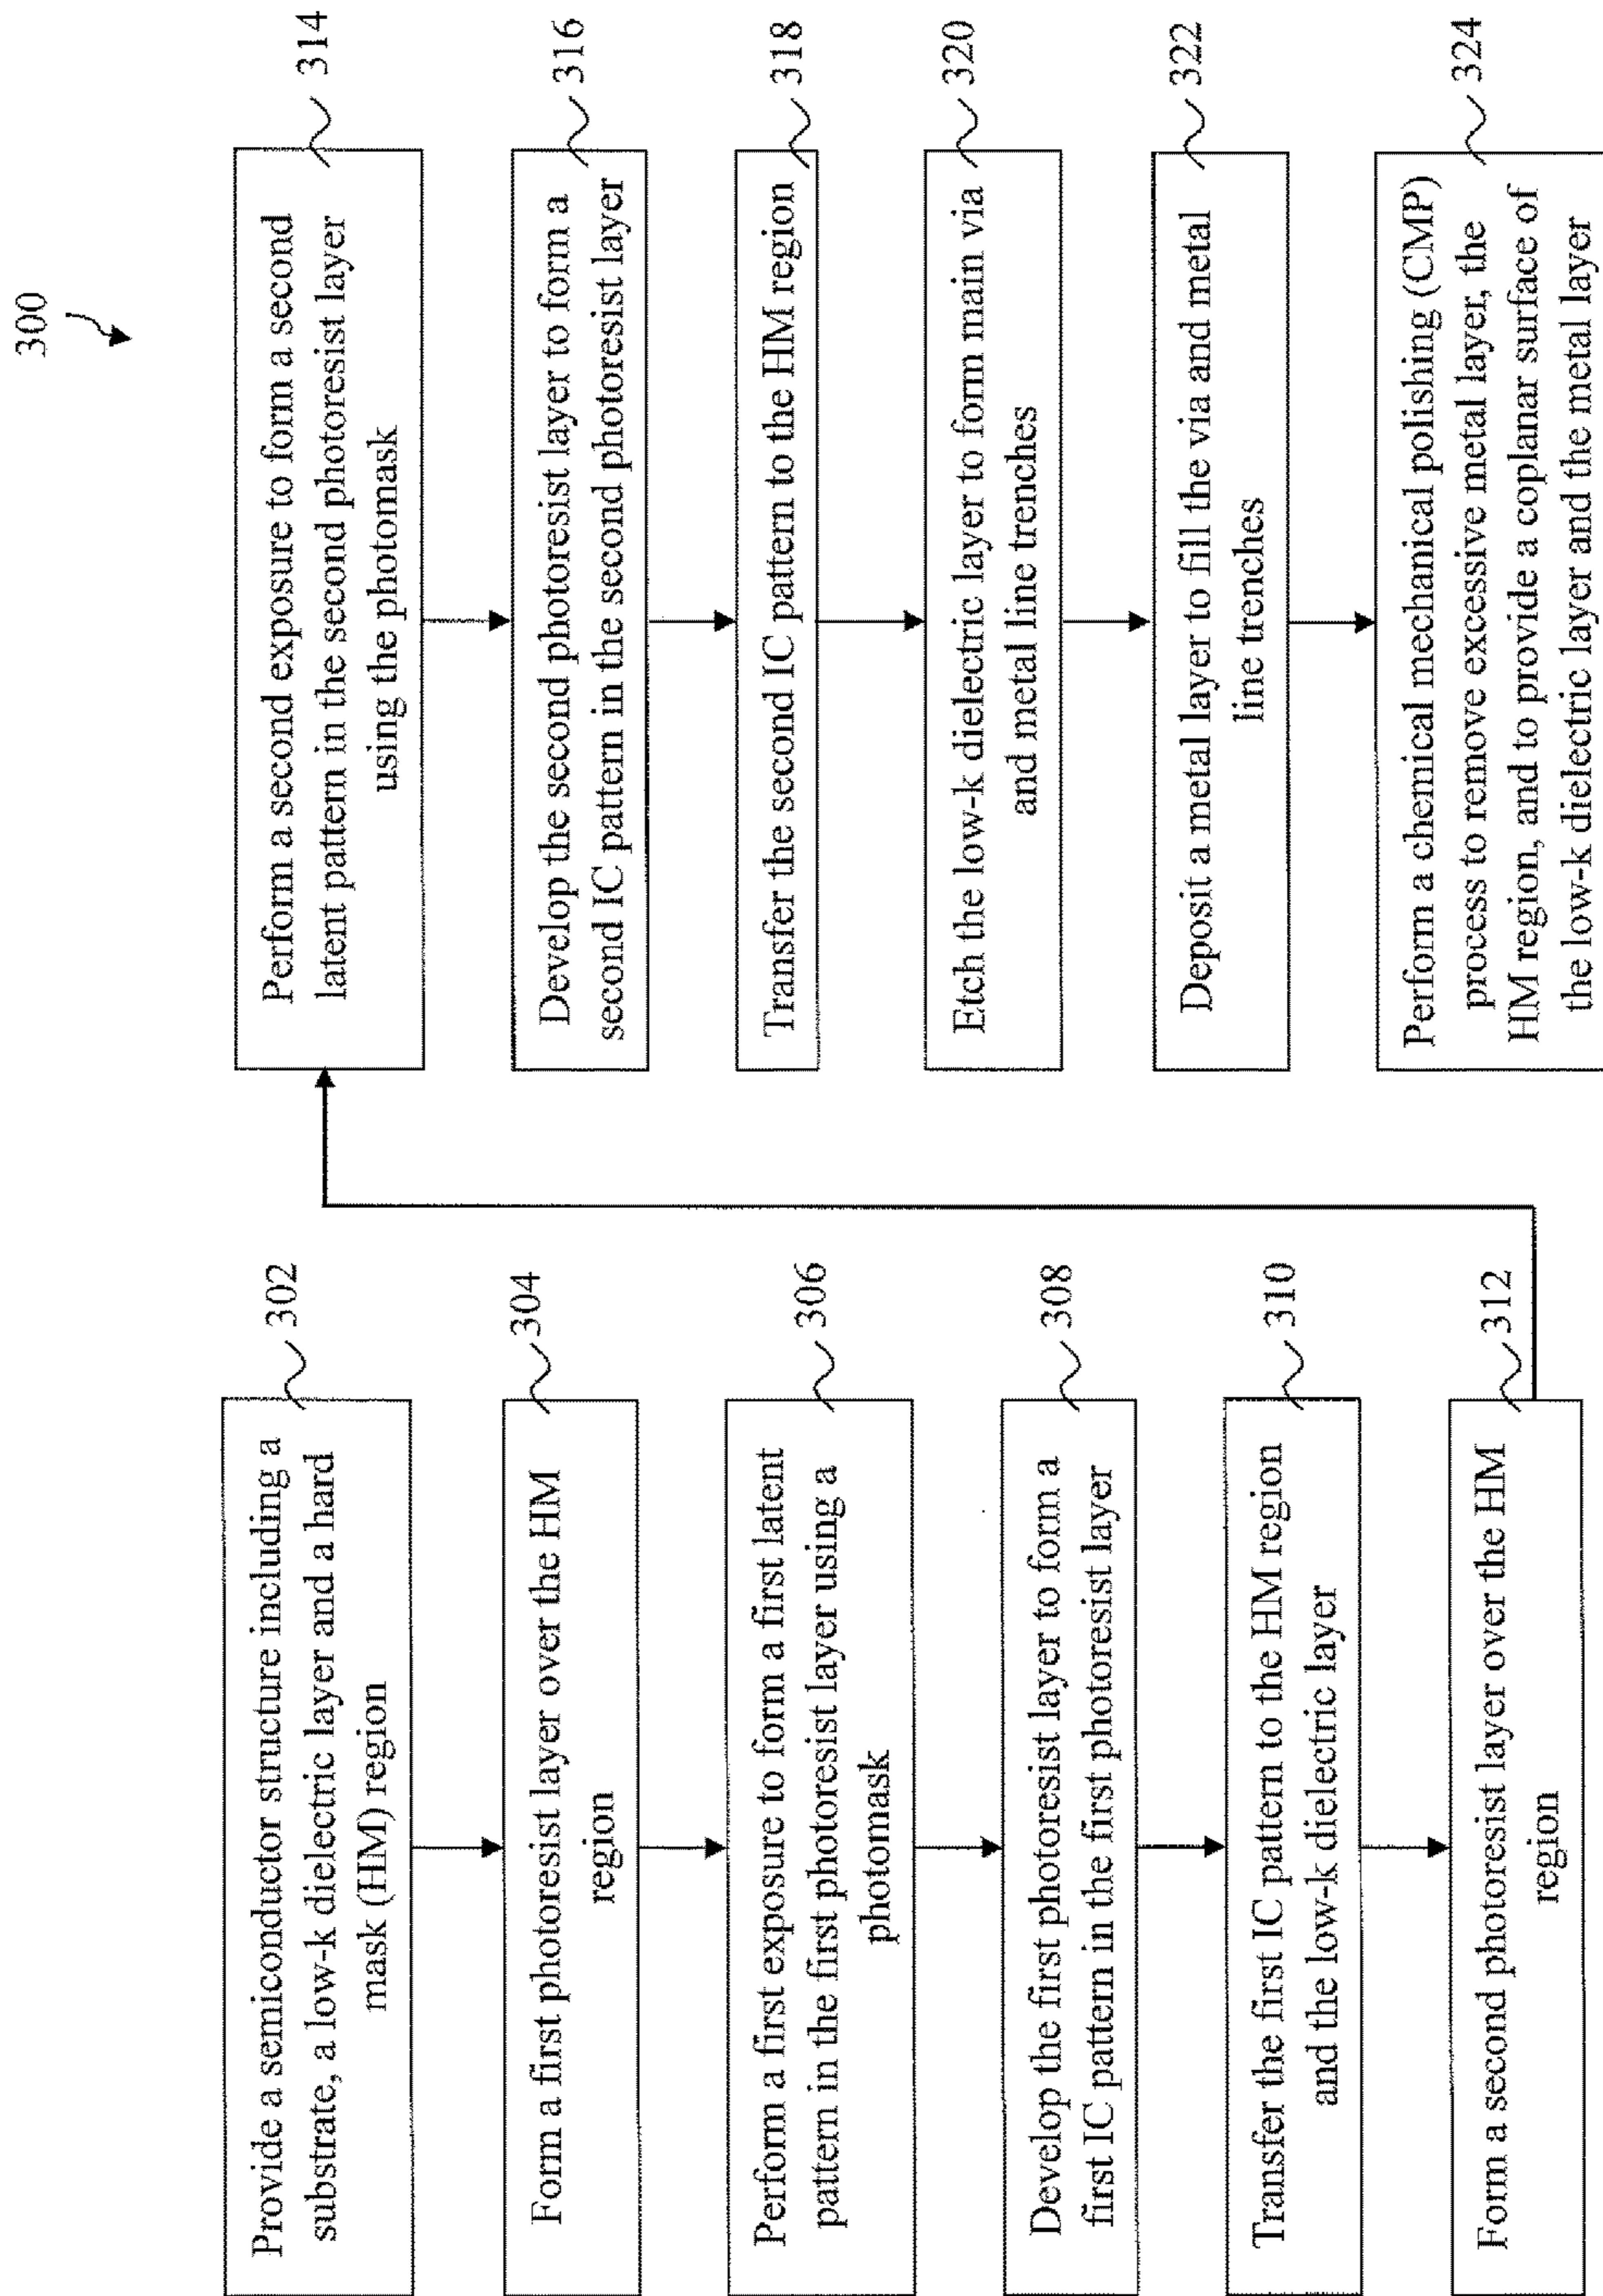 300
Provide a semiconductor structure including a
substrate, a low-k dielectric layer and a hard
mask (HM) region
302
Form a first photoresist layer over the HM
region
304
Perform a first exposure to form a first latent
pattern in the first photoresist layer using a
photomask
306
Develop the first photoresist layer to form a
first IC pattern in the first photoresist layer
308
Transfer the first IC pattern to the HM region
and the low-k dielectric layer
310
Form a second photoresist layer over the HM
region
312
Perform a second exposure to form a second
latent pattern in the second photoresist layer
using the photomask
314
Develop the second photoresist layer to form a
second IC pattern in the second photoresist layer
316
Transfer the second IC pattern to the HM region
318
Etch the low-k dielectric layer to form main via
and metal line trenches
320
Deposit a metal layer to fill the via and metal
line trenches
322
Perform a chemical mechanical polishing (CMP)
process to remove excessive metal layer, the
HM region, and to provide a coplanar surface of
the low-k dielectric layer and the metal layer
324